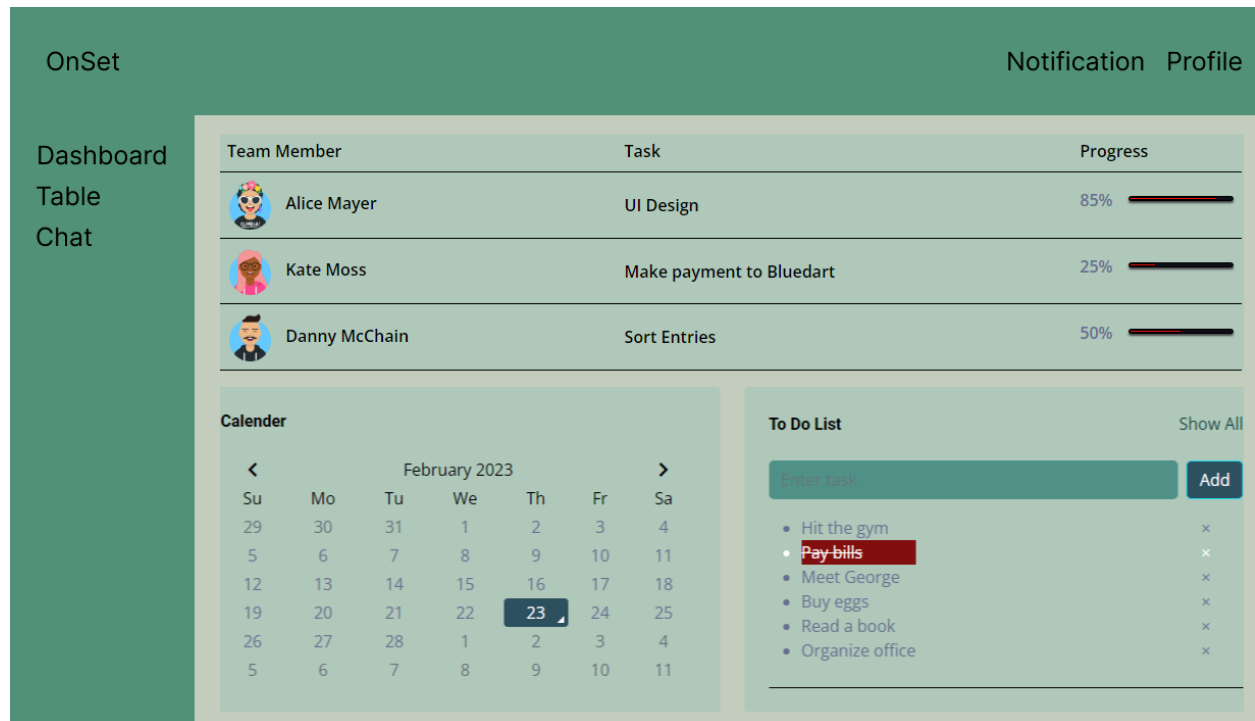 OnSet
Notification Profile
Dashboard
Table
Chat
Team Member Task Progress
Alice Mayer UI Design 85%
Kate Moss Make payment to Bluedart 25%
Danny McChain Sort Entries 50%
Calender
February 2023
Su Mo Tu We Th Fr Sa
29 30 31 1 2 3 4
5 6 7 8 9 10 11
12 13 14 15 16 17 18
19 20 21 22 23 24 25
26 27 28 1 2 3 4
5 6 7 8 9 10 11
To Do List Show All
Enter task Add
Hit the gym ×
Pay bills ×
Meet George ×
Buy eggs ×
Read a book ×
Organize office ×